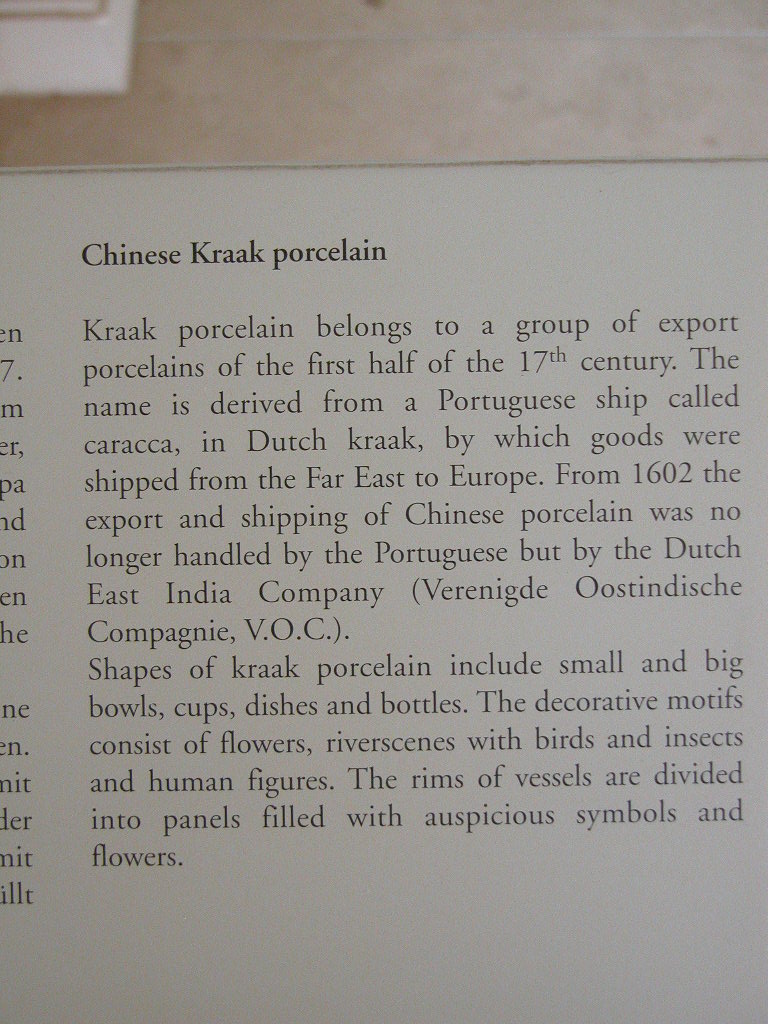 Chinese Kraak porcelain
Kraak porcelain belongs to a group of export
porcelains of the first half of the 17th century. The
name is derived from a Portuguese ship called
caracca, in Dutch kraak, by which goods were
shipped from the Far East to Europe. From 1602 the
export and shipping of Chinese porcelain was no
longer handled by the Portuguese but by the Dutch
East India Company (Verenigde Oostindische
Compagnie, V.O.C.).
Shapes of kraak porcelain include small and big
bowls, cups, dishes and bottles. The decorative motifs
consist of flowers, riverscenes with birds and insects
and human figures. The rims of vessels are divided
into panels filled with auspicious symbols and
flowers.